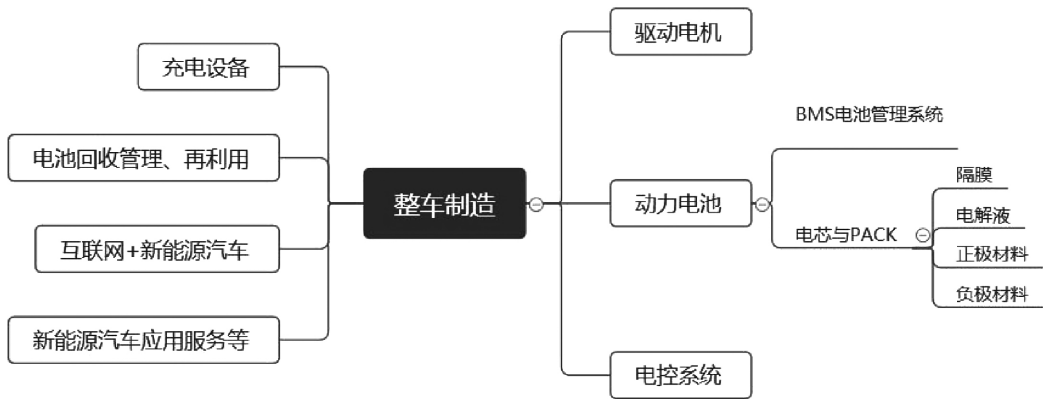 充电设备
电池回收管理、再利用
互联网+新能源汽车
新能源汽车应用服务等
整车制造
驱动电机
动力电池
BMS电池管理系统
电芯与PACK
隔膜
电解液
正极材料
负极材料
电控系统